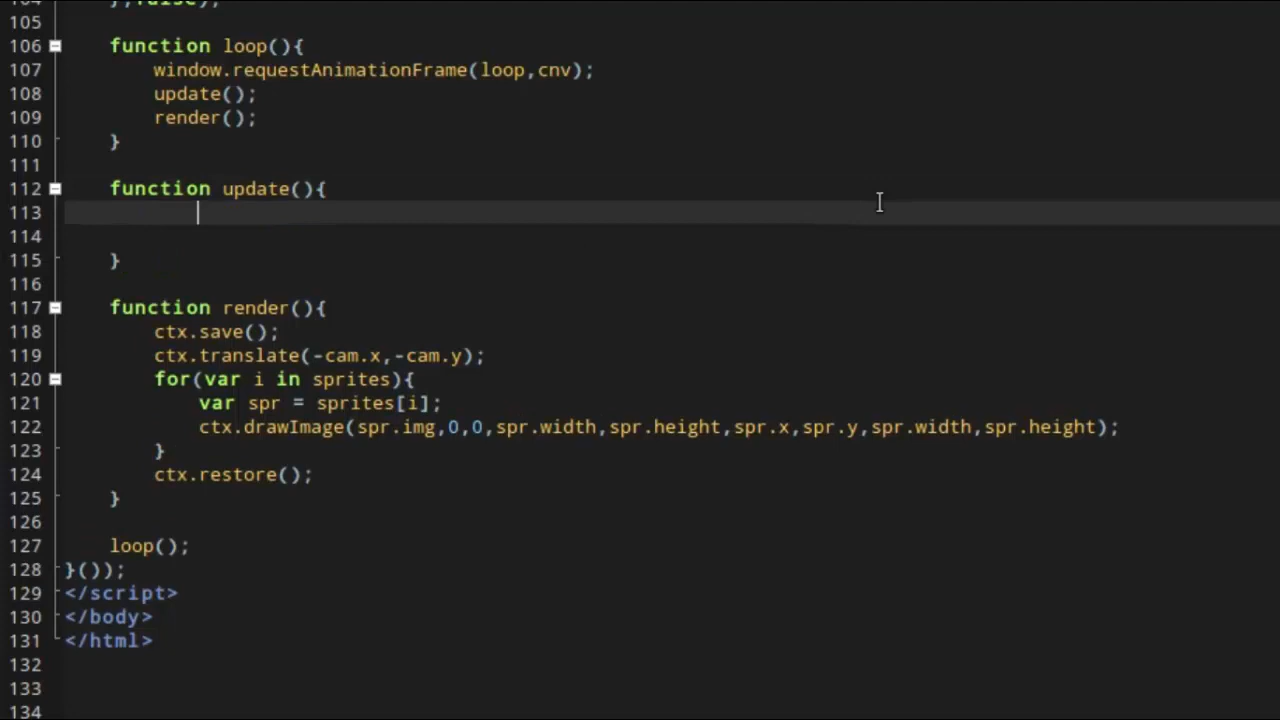 104 },false);
105
106 function loop(){
107 window.requestAnimationFrame(loop,cnv);
108 update();
109 render();
110 }
111
112 function update(){
113
114
115 }
116
117 function render(){
118 ctx.save();
119 ctx.translate(-cam.x,-cam.y);
120 for(var i in sprites){
121 var spr = sprites[i];
122 ctx.drawImage(spr.img,0,0,spr.width,spr.height,spr.x,spr.y,spr.width,spr.height);
123 }
124 ctx.restore();
125 }
126
127 loop();
128 }());
129 </script>
130 </body>
131 </html>
132
133
134